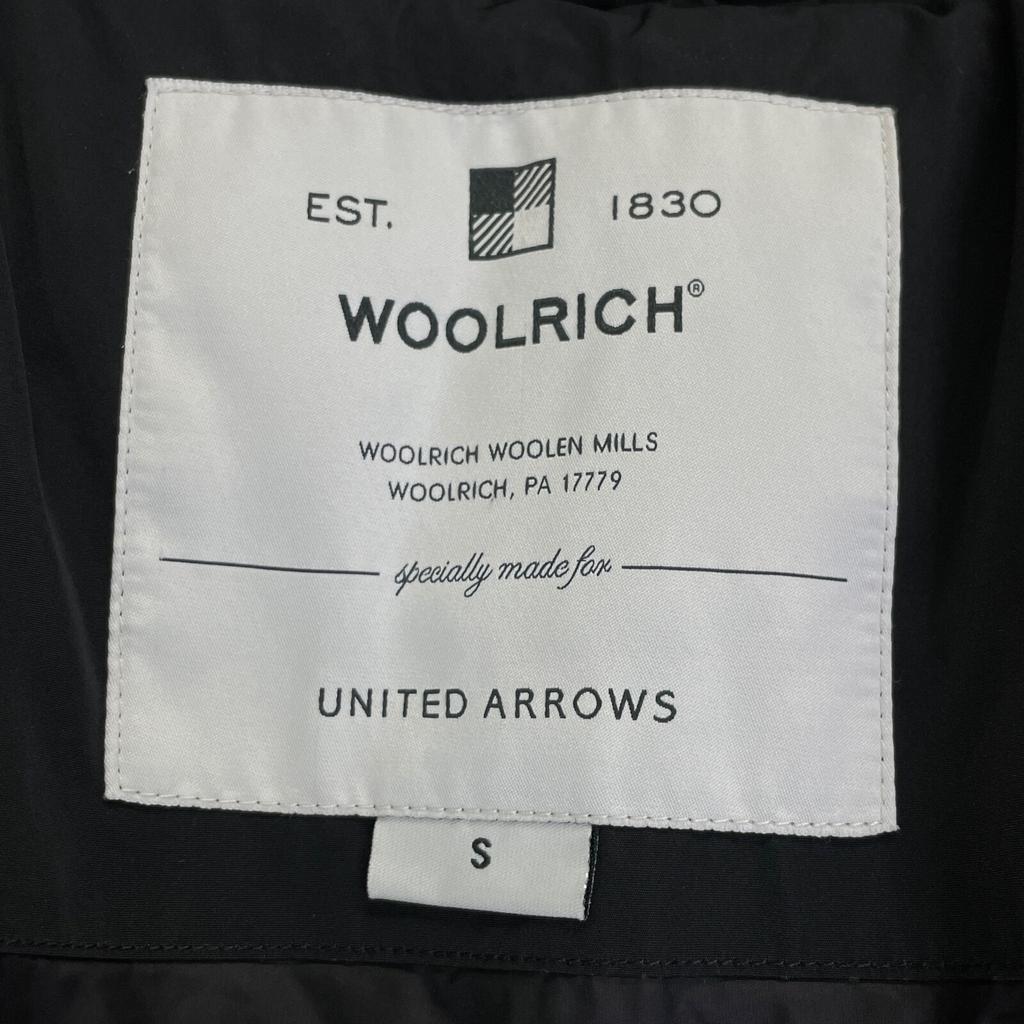 EST. 1830
WOOLRICH®
WOOLRICH WOOLEN MILLS
WOOLRICH, PA 17779
specially made for
UNITED ARROWS
S